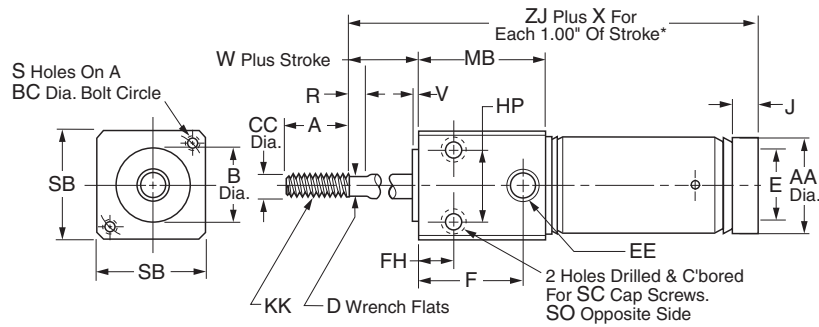 ZJ Plus X For
Each 1.00" Of Stroke*
W Plus Stroke
MB
S Holes On A
BC Dia. Bolt Circle
R
V
J
HP
CC
Dia.
A
SB
B
Dia.
E
AA
Dia.
EE
FH
F
SB
KK
D Wrench Flats
2 Holes Drilled & C'bored
For SC Cap Screws.
SO Opposite Side